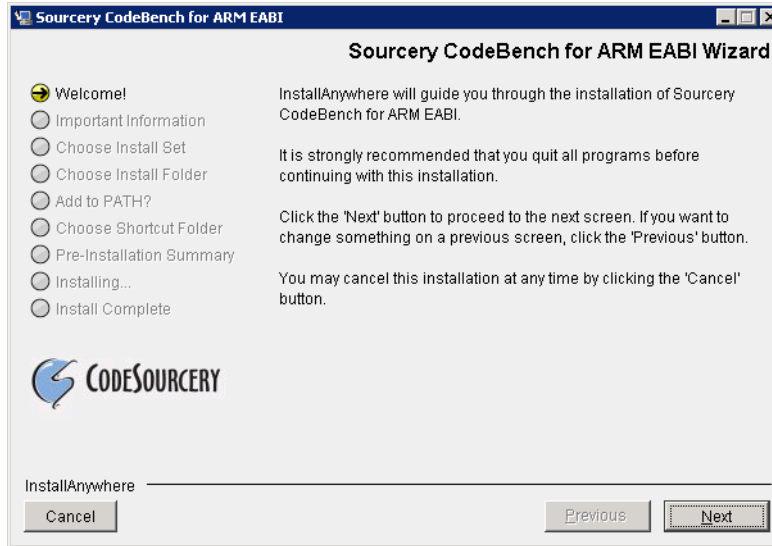 Sourcery CodeBench for ARM EABI
Sourcery CodeBench for ARM EABI Wizard
Welcome!
Important Information
Choose Install Set
Choose Install Folder
Add to PATH?
Choose Shortcut Folder
Pre-Installation Summary
Installing...
Install Complete
InstallAnywhere will guide you through the installation of Sourcery
CodeBench for ARM EABI.
It is strongly recommended that you quit all programs before
continuing with this installation.
Click the 'Next' button to proceed to the next screen. If you want to
change something on a previous screen, click the 'Previous' button.
You may cancel this installation at any time by clicking the 'Cancel'
button.
CODESOURCERY
InstallAnywhere
Cancel
Previous
Next